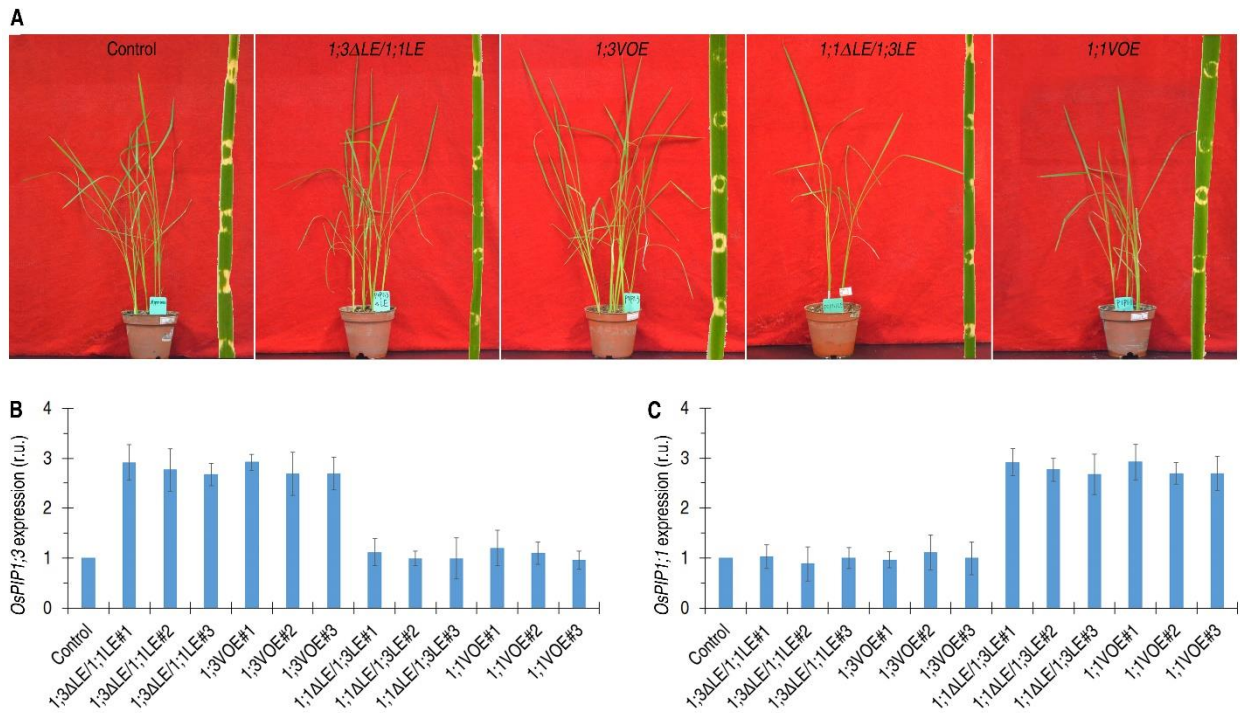 A
Control
1;3ΔLE/1;1LE
1;3VOE
1;1ΔLE/1;3LE
1;1VOE
B
OsPIP1;3 expression (r.u.)
4
3
2
1
0
Control
1;3ΔLE/1;1LE#1
1;3ΔLE/1;1LE#2
1;3ΔLE/1;1LE#3
1;3VOE#1
1;3VOE#2
1;3VOE#3
1;1ΔLE/1;3LE#1
1;1ΔLE/1;3LE#2
1;1ΔLE/1;3LE#3
1;1VOE#1
1;1VOE#2
1;1VOE#3
C
OsPIP1;1 expression (r.u.)
4
3
2
1
0
Control
1;3ΔLE/1;1LE#1
1;3ΔLE/1;1LE#2
1;3ΔLE/1;1LE#3
1;3VOE#1
1;3VOE#2
1;3VOE#3
1;1ΔLE/1;3LE#1
1;1ΔLE/1;3LE#2
1;1ΔLE/1;3LE#3
1;1VOE#1
1;1VOE#2
1;1VOE#3